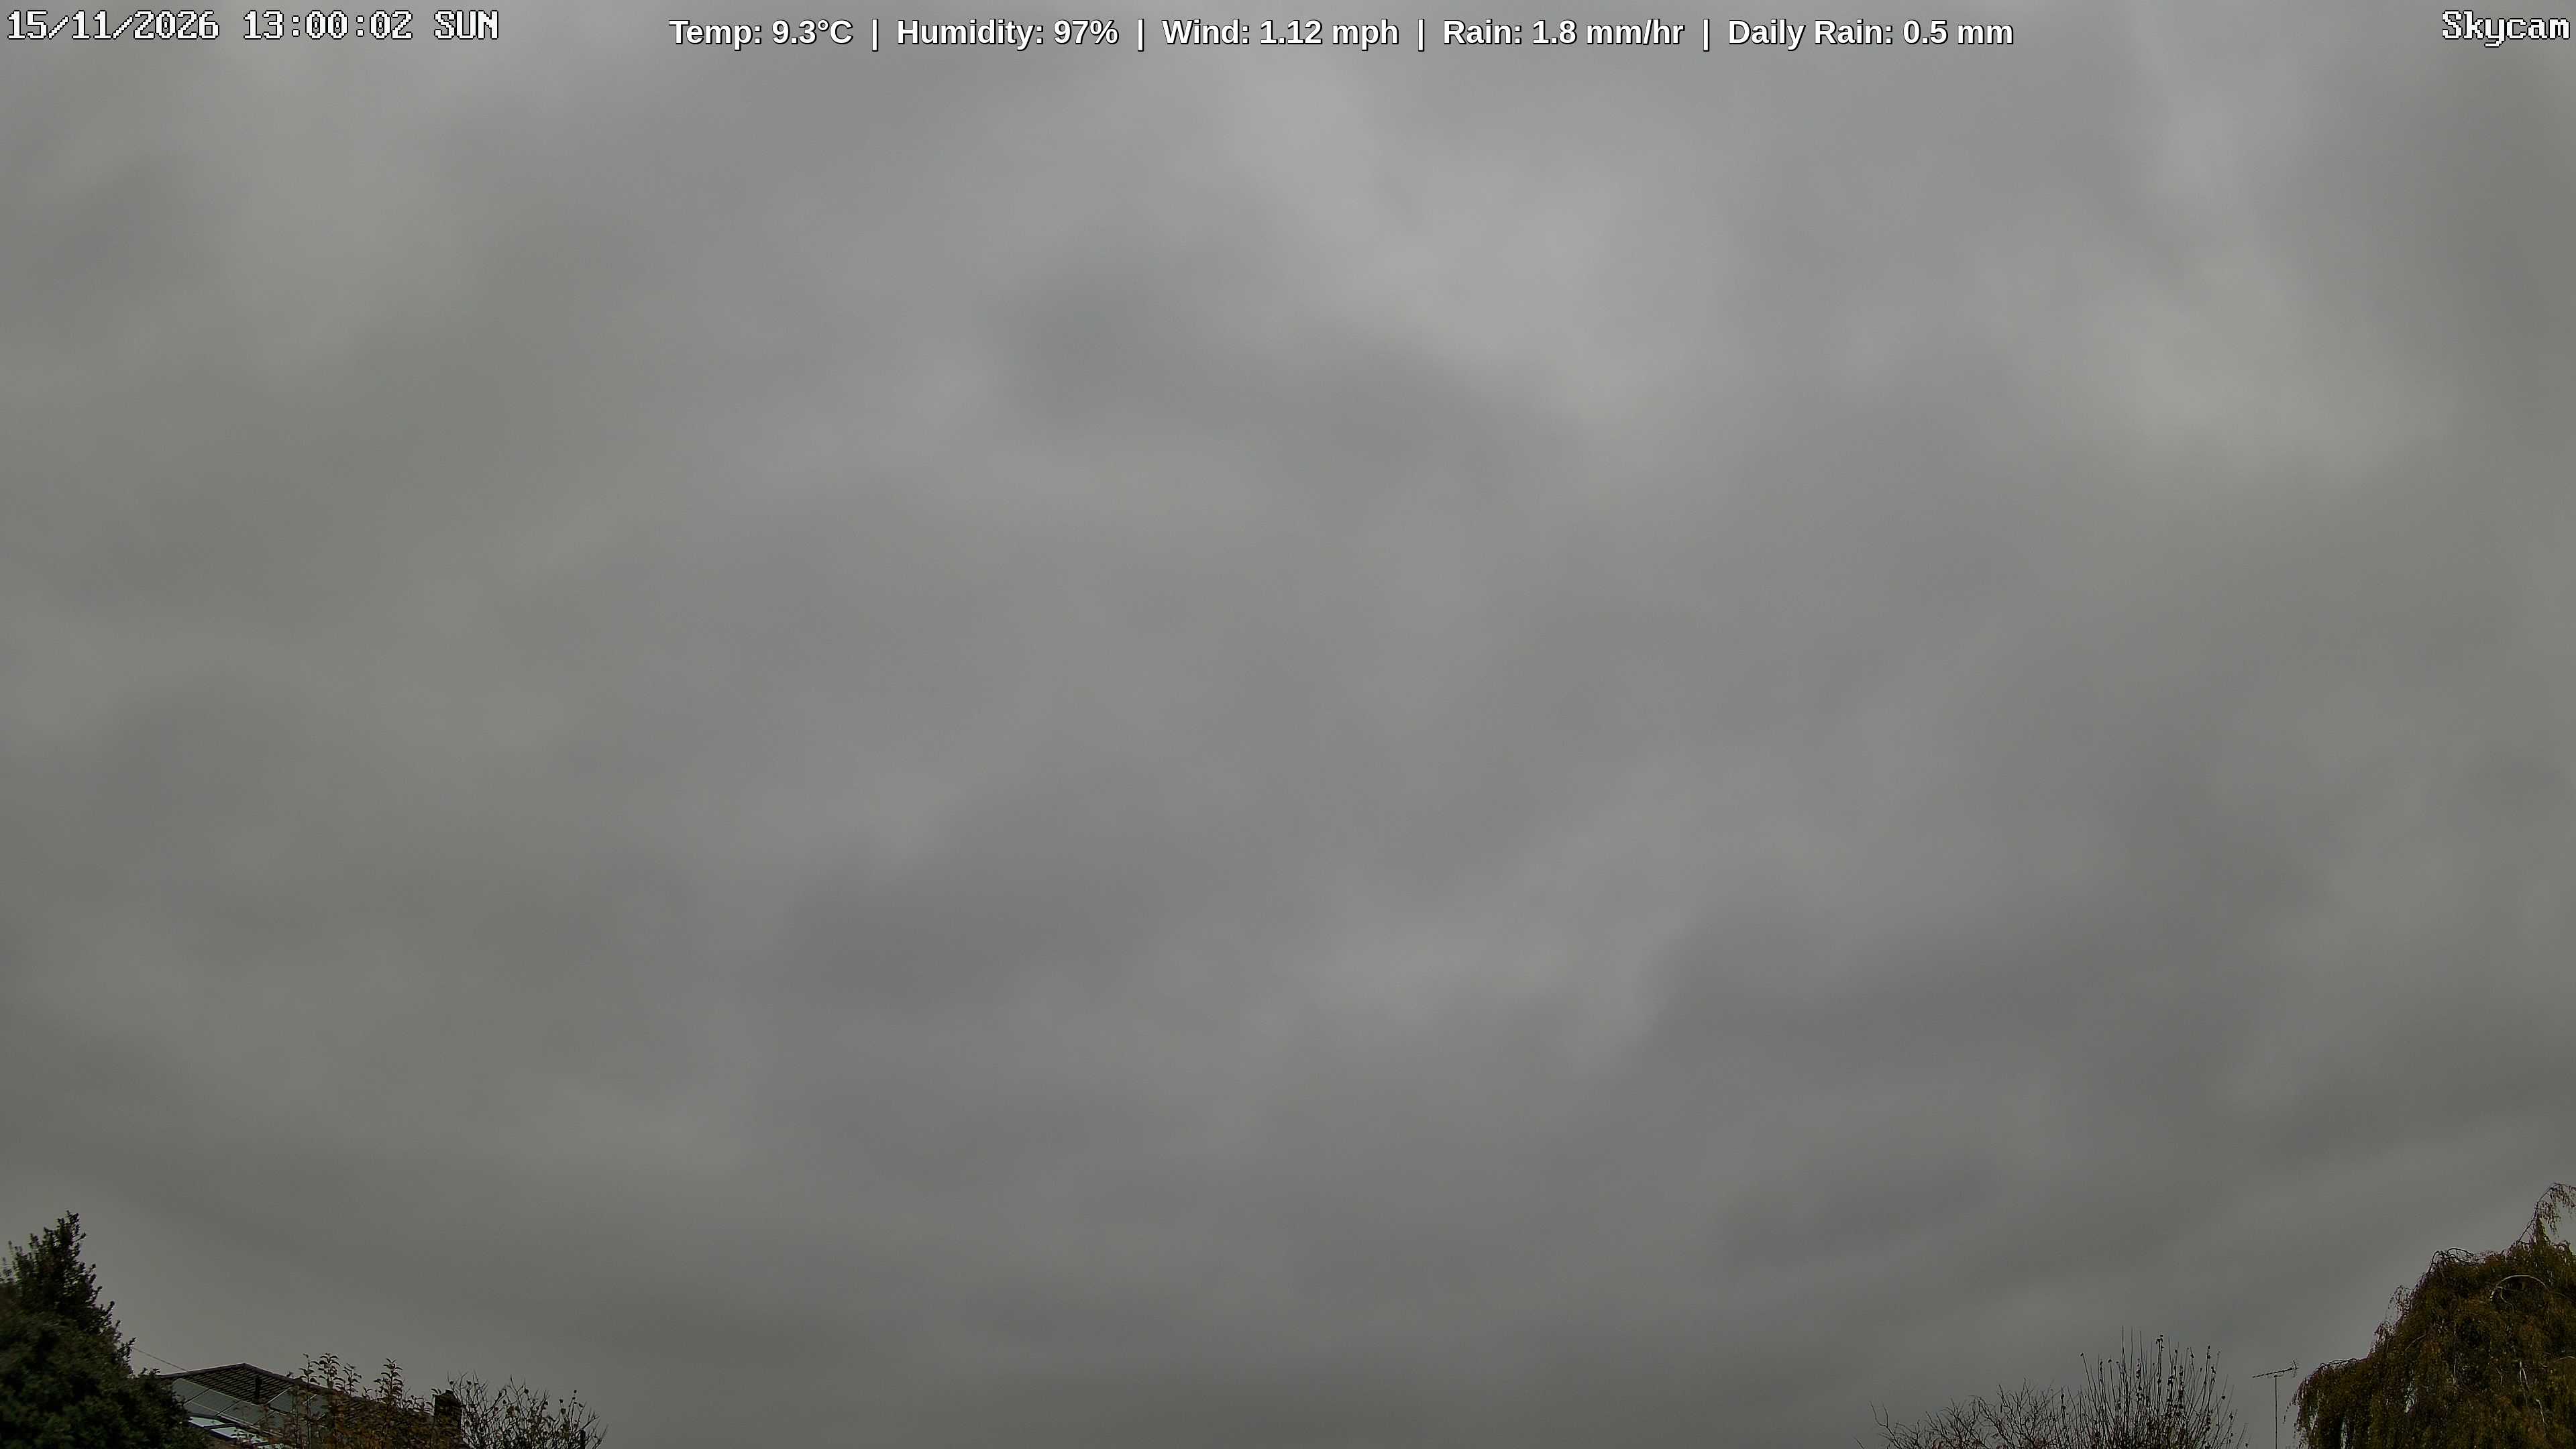 15/11/2026 13:00:02 SUN
Temp: 9.3°C | Humidity: 97% | Wind: 1.12 mph | Rain: 1.8 mm/hr | Daily Rain: 0.5 mm
Skycam